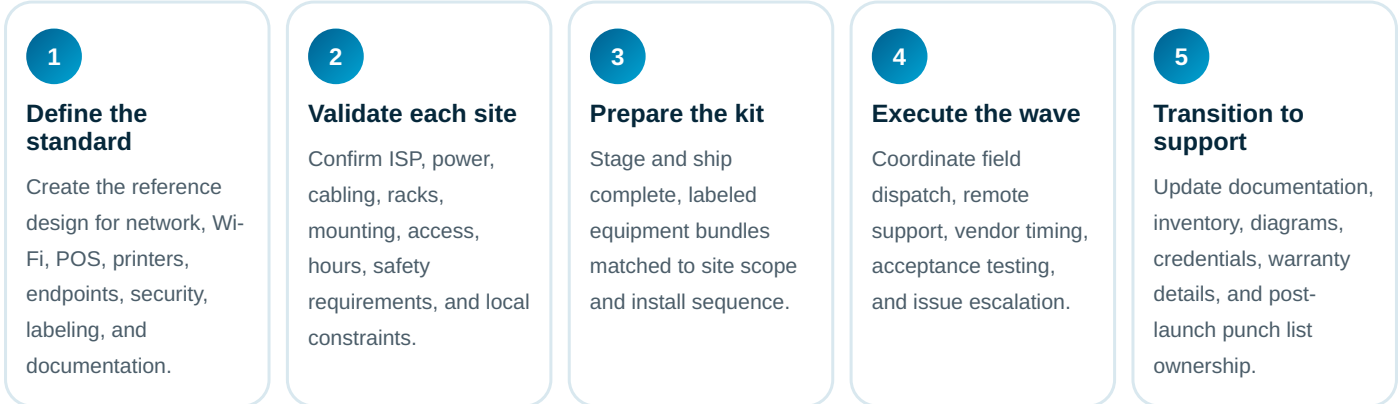 1
Define the
standard
Create the reference
design for network, Wi-
Fi, POS, printers,
endpoints, security,
labeling, and
documentation.
2
Validate each site
Confirm ISP, power,
cabling, racks,
mounting, access,
hours, safety
requirements, and local
constraints.
3
Prepare the kit
Stage and ship
complete, labeled
equipment bundles
matched to site scope
and install sequence.
4
Execute the wave
Coordinate field
dispatch, remote
support, vendor timing,
acceptance testing,
and issue escalation.
5
Transition to
support
Update documentation,
inventory, diagrams,
credentials, warranty
details, and post-
launch punch list
ownership.